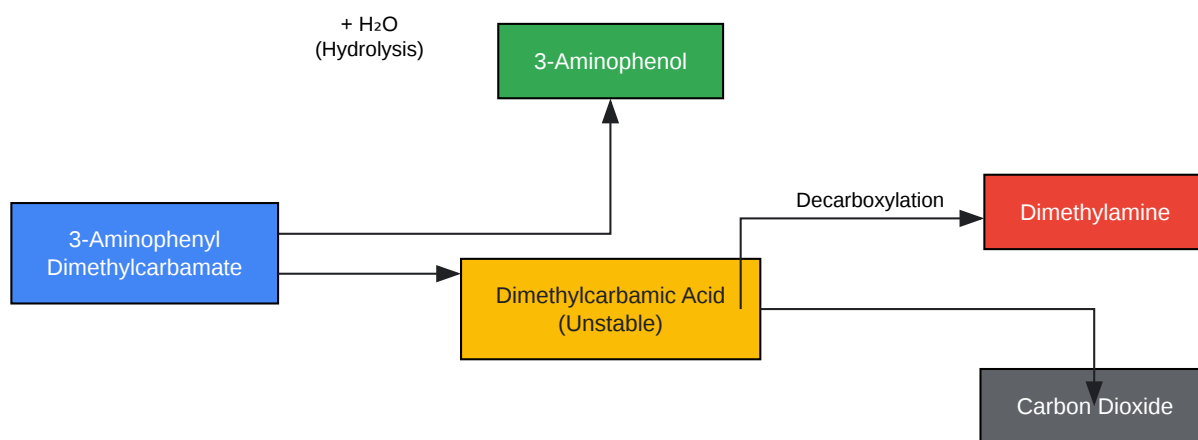 + H₂O
(Hydrolysis)
3-Aminophenol
Decarboxylation
Dimethylamine
3-Aminophenyl
Dimethylcarbamate
Dimethylcarbamic Acid
(Unstable)
Carbon Dioxide